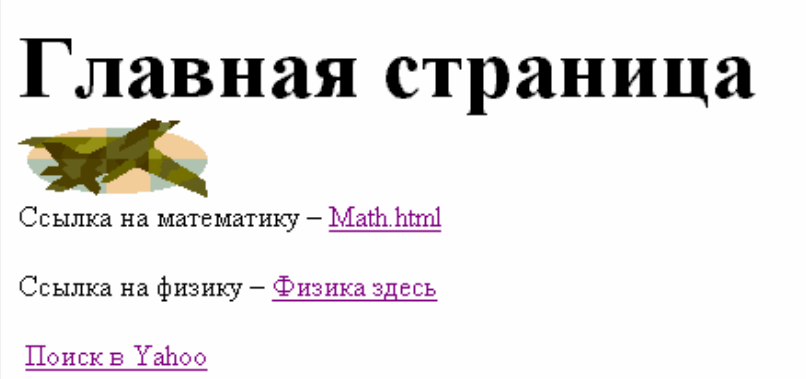 Главная страница
Ссылка на математику – Math.html
Ссылка на физику – Физика здесь
Поиск в Yahoo